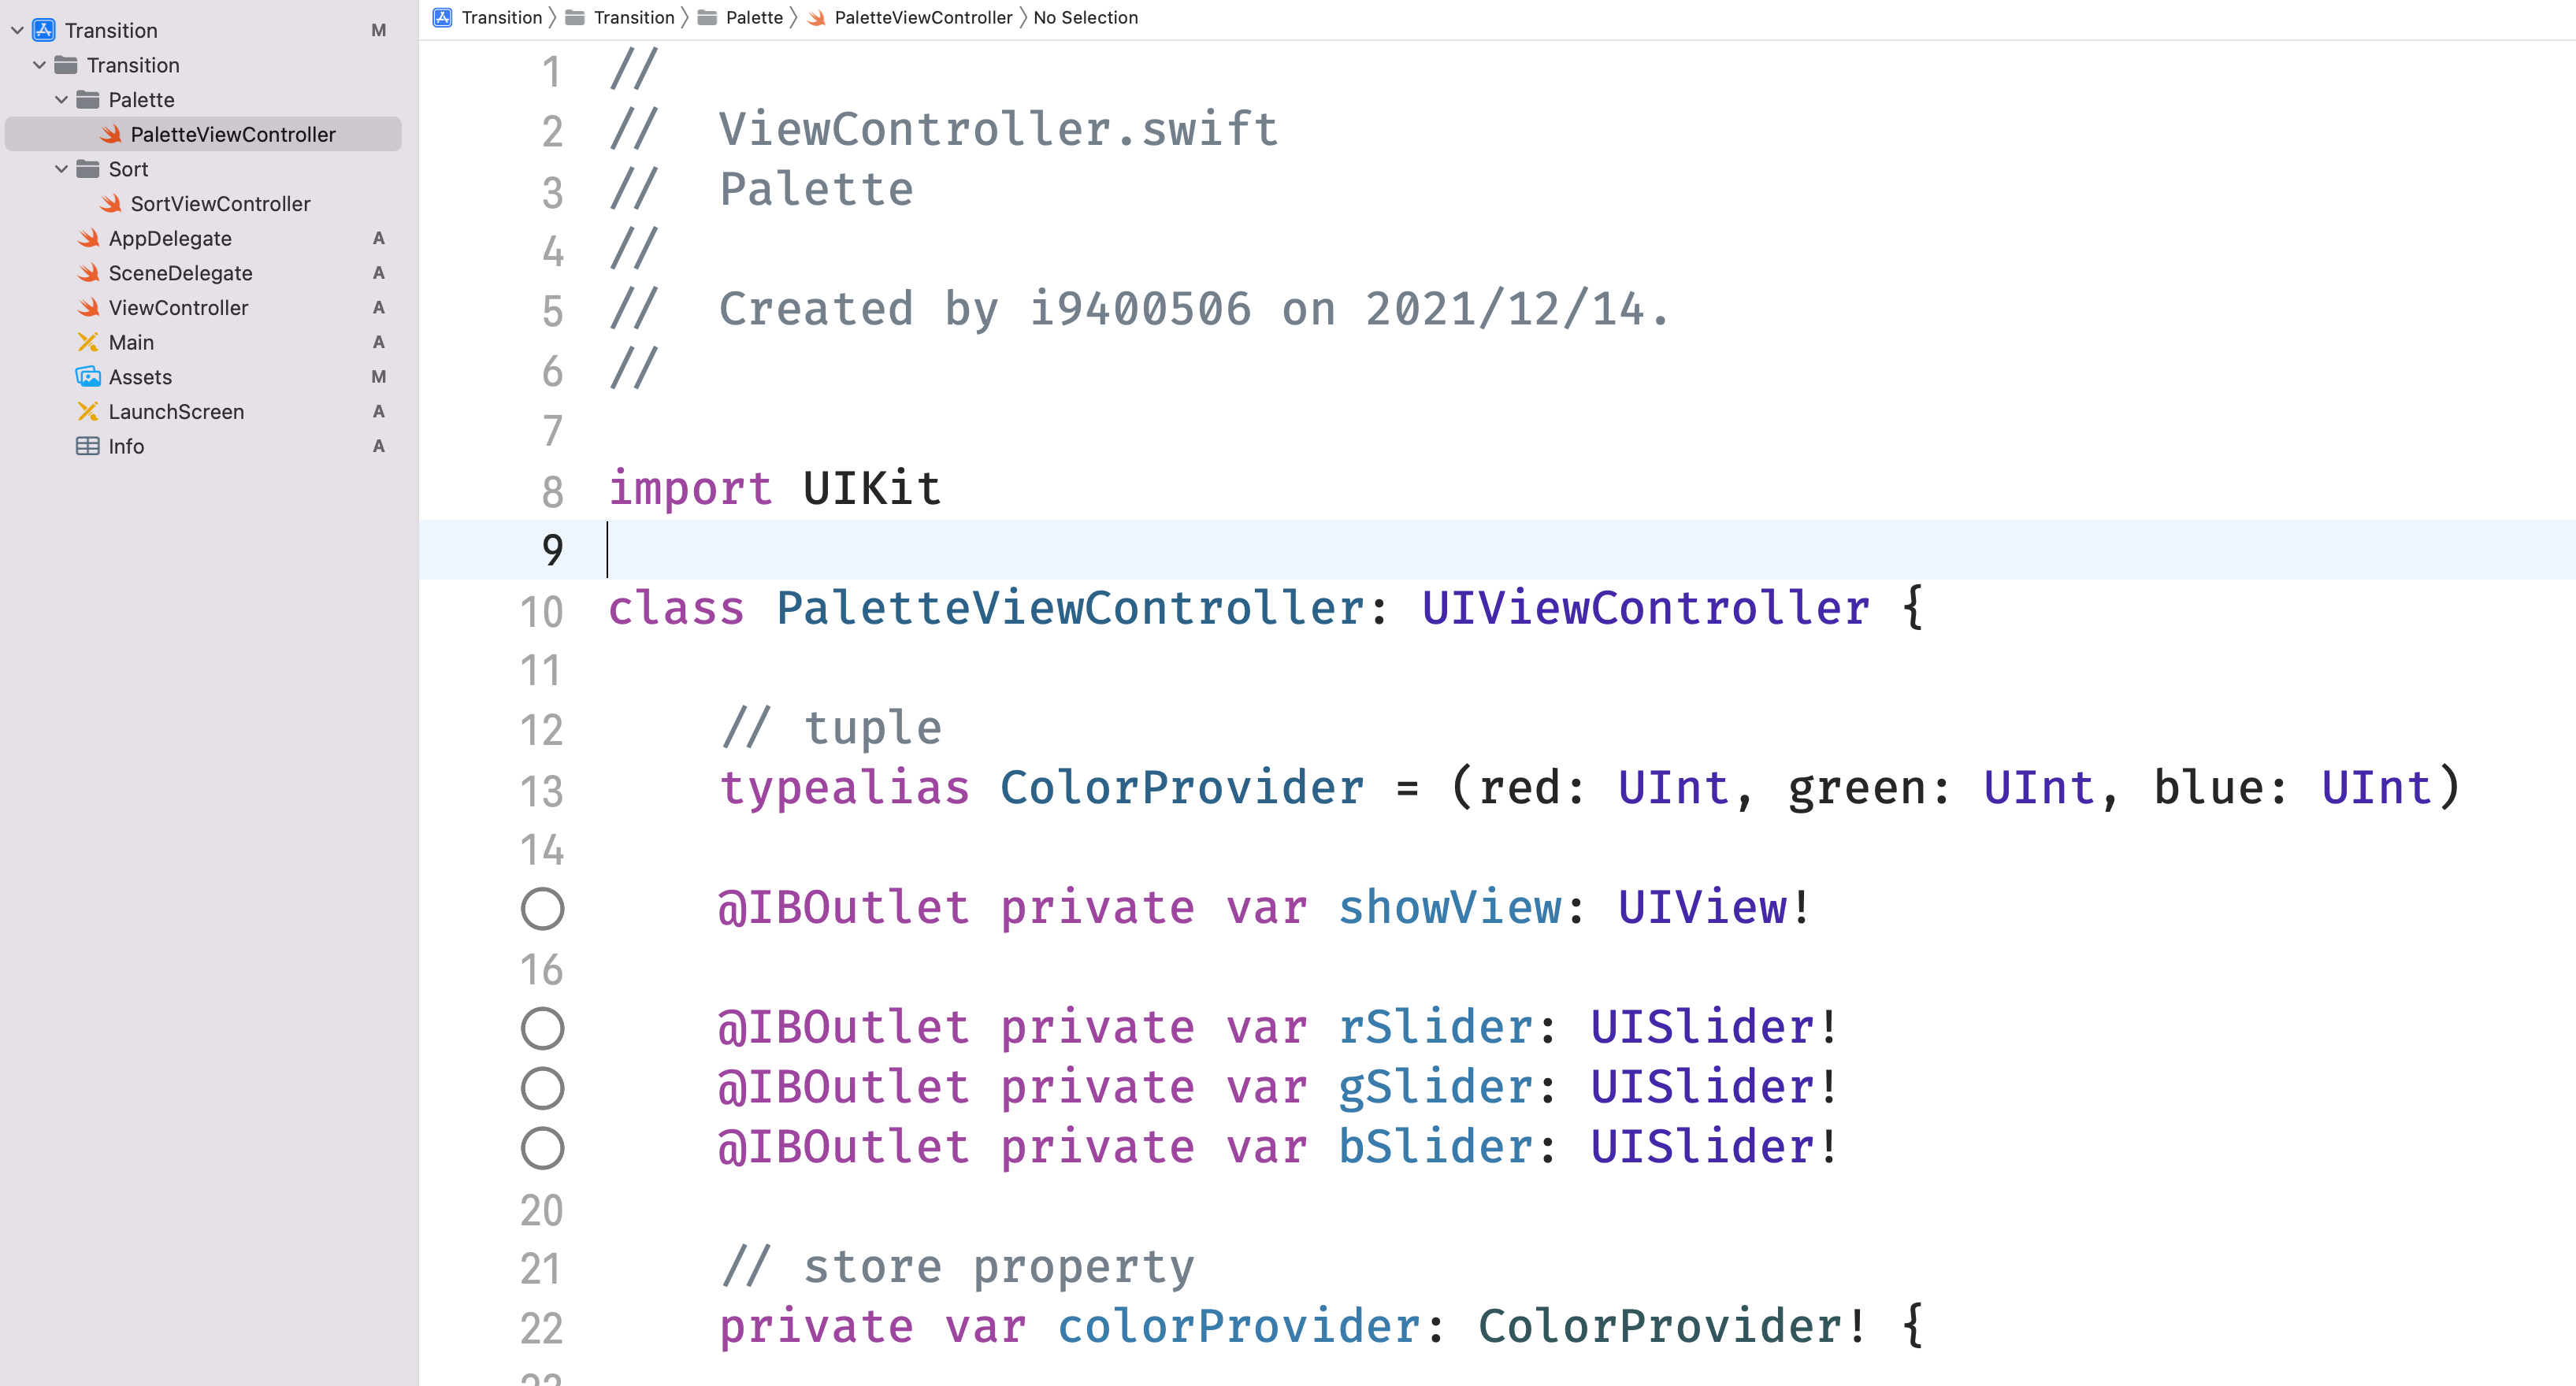 Transition M
Transition
Palette
PaletteViewController
Sort
SortViewController
AppDelegate A
SceneDelegate A
ViewController A
Main A
Assets M
LaunchScreen A
Info A
Transition 〉 Transition 〉 Palette 〉 PaletteViewController 〉 No Selection
1 //
2 //  ViewController.swift
3 //  Palette
4 //
5 //  Created by i9400506 on 2021/12/14.
6 //
7
8 import UIKit
9
10 class PaletteViewController: UIViewController {
11
12     // tuple
13     typealias ColorProvider = (red: UInt, green: UInt, blue: UInt)
14
@IBOutlet private var showView: UIView!
16
@IBOutlet private var rSlider: UISlider!
@IBOutlet private var gSlider: UISlider!
@IBOutlet private var bSlider: UISlider!
20
21     // store property
22     private var colorProvider: ColorProvider! {